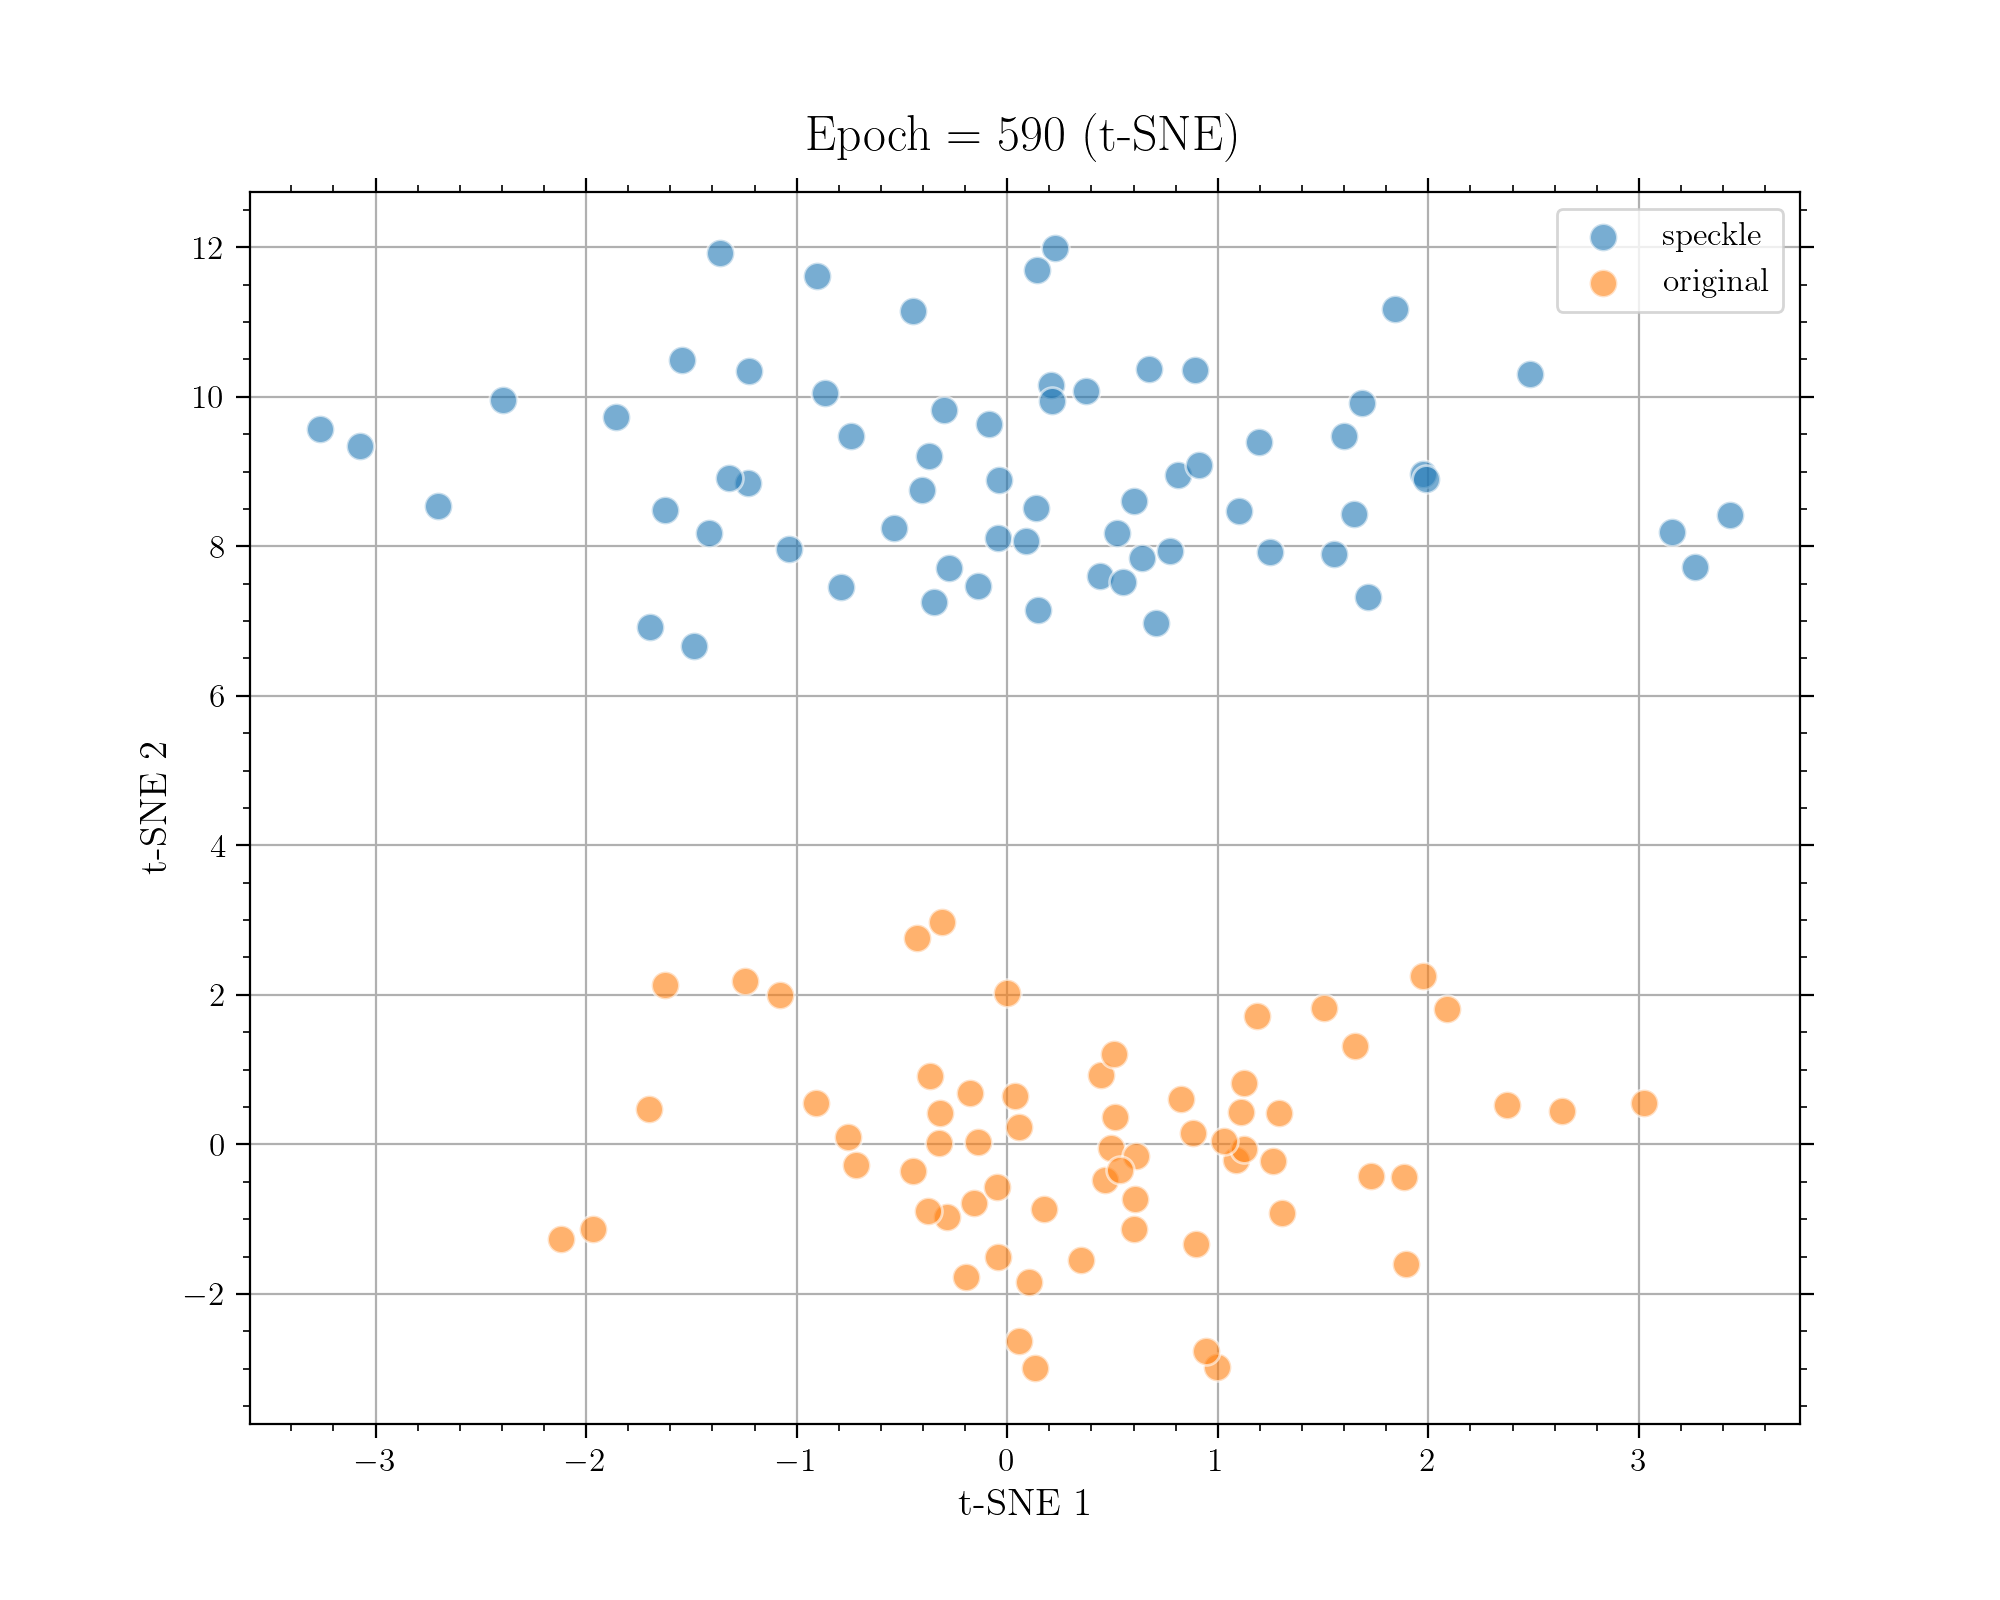 Epoch = 590 (t-SNE)
speckle
original
12
10
8
6
4
2
0
−2
t-SNE 2
−3 −2 −1 0 1 2 3
t-SNE 1